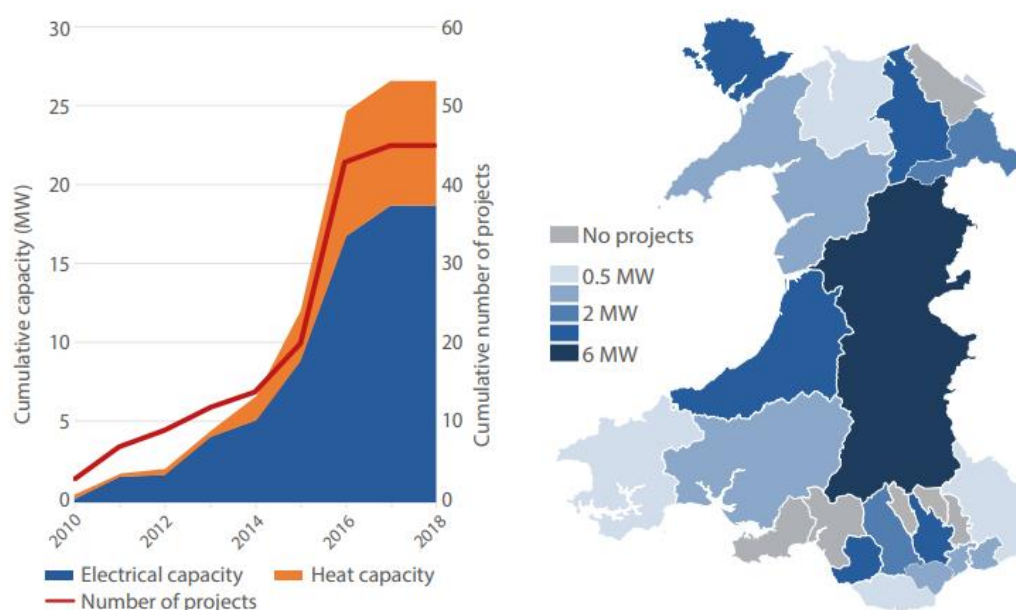 30
25
20
15
10
5
0
Cumulative capacity (MW)
60
50
40
30
20
10
0
Cumulative number of projects
2010
2012
2014
2016
2018
Electrical capacity
Heat capacity
Number of projects
No projects
0.5 MW
2 MW
6 MW